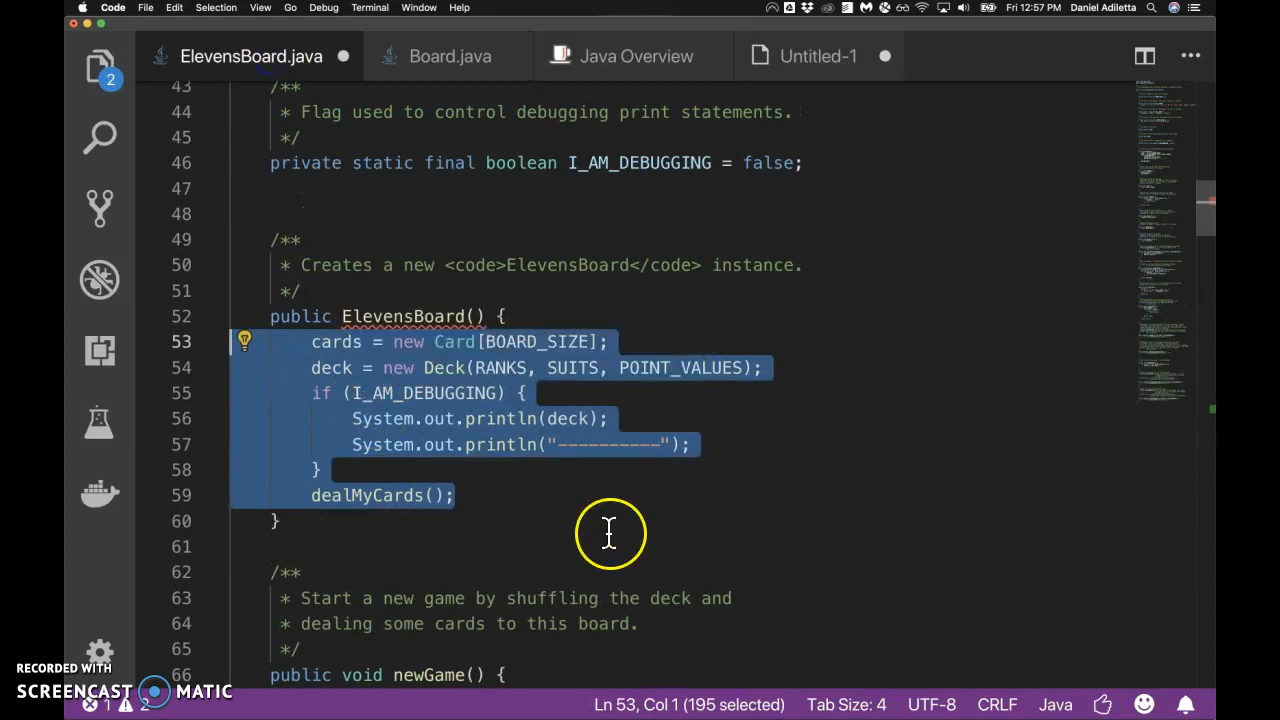 Code File Edit Selection View Go Debug Terminal Window Help Fri 12:57 PM Daniel Adiletta
ElevensBoard.java Board.java Java Overview Untitled-1
2
43 /**
44 * Flag used to control debugging print statements.
45 */
46 private static final boolean I_AM_DEBUGGING = false;
47
48
49 /**
50 * Creates a new e>ElevensBoard</code> instance.
51 */
52 public ElevensBoard() {
53 cards = new Card[BOARD_SIZE];
54 deck = new Deck(RANKS, SUITS, POINT_VALUES);
55 if (I_AM_DEBUGGING) {
56 System.out.println(deck);
57 System.out.println("----------");
58 }
59 dealMyCards();
60 }
61
62 /**
63 * Start a new game by shuffling the deck and
64 * dealing some cards to this board.
65 */
66 public void newGame() {
RECORDED WITH
SCREENCAST MATIC
1 2 Ln 53, Col 1 (195 selected) Tab Size: 4 UTF-8 CRLF Java